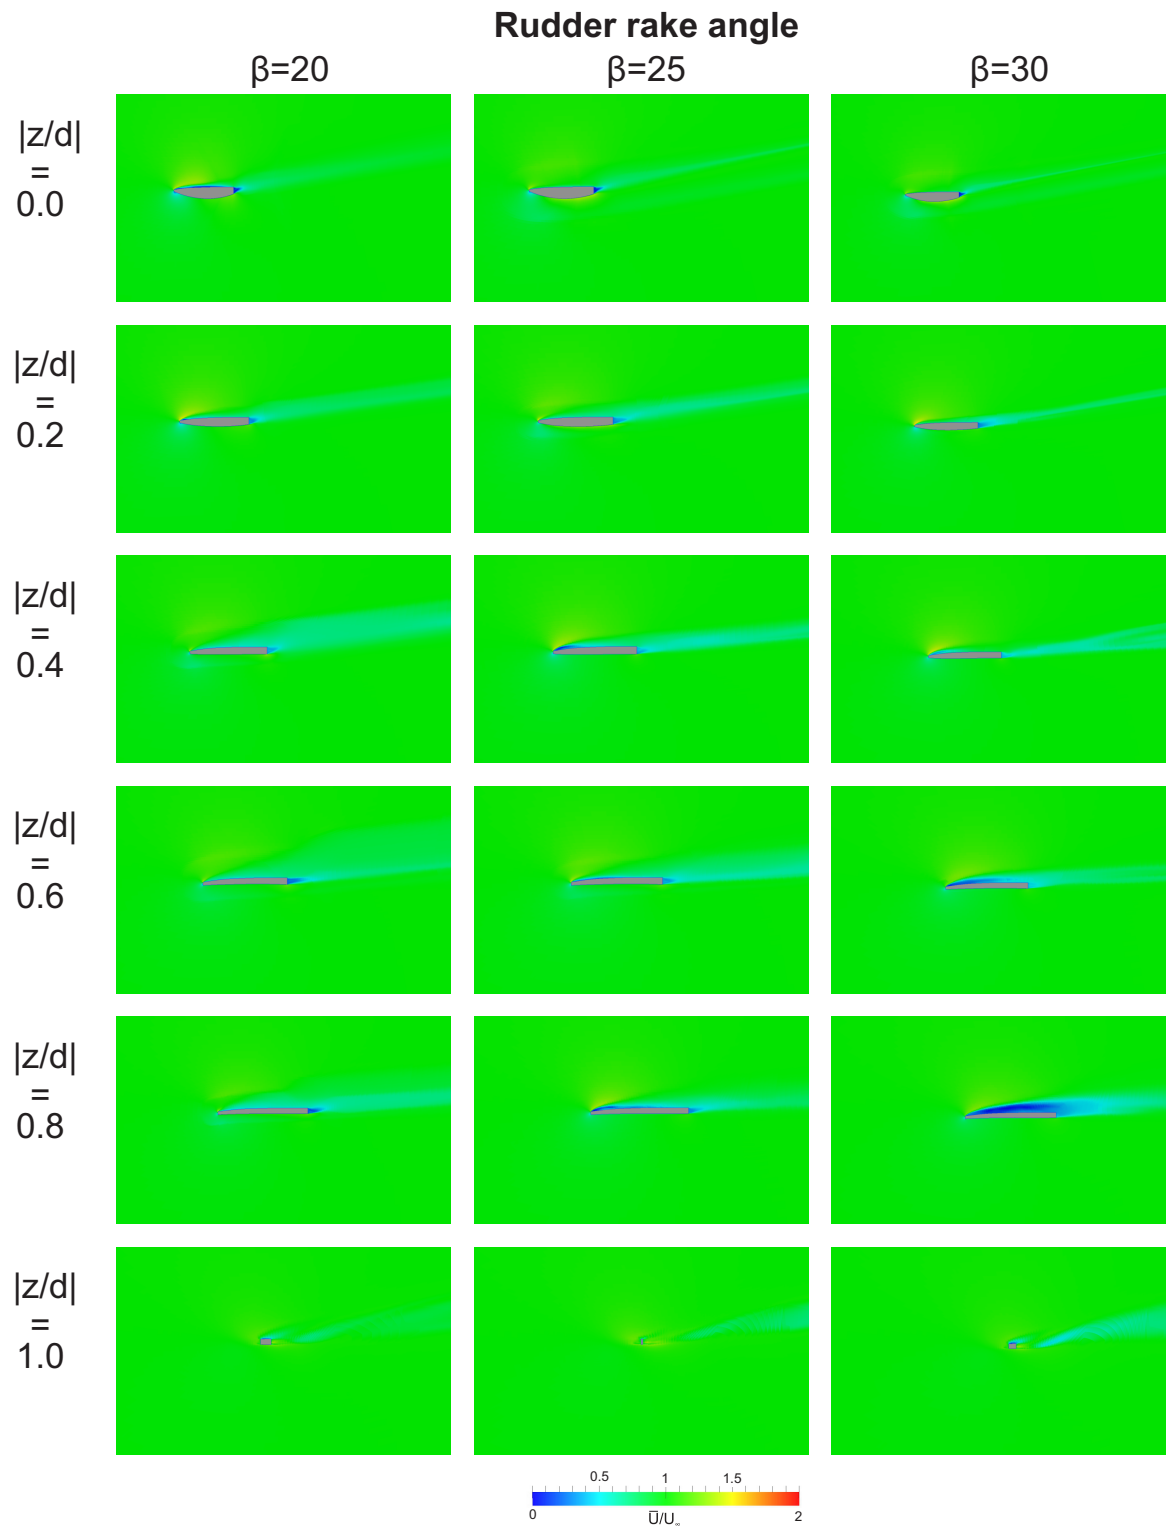 Rudder rake angle
β=20 β=25 β=30
|z/d|
=
0.0
|z/d|
=
0.2
|z/d|
=
0.4
|z/d|
=
0.6
|z/d|
=
0.8
|z/d|
=
1.0
0.5 1 1.5
0 U̅/U∞ 2